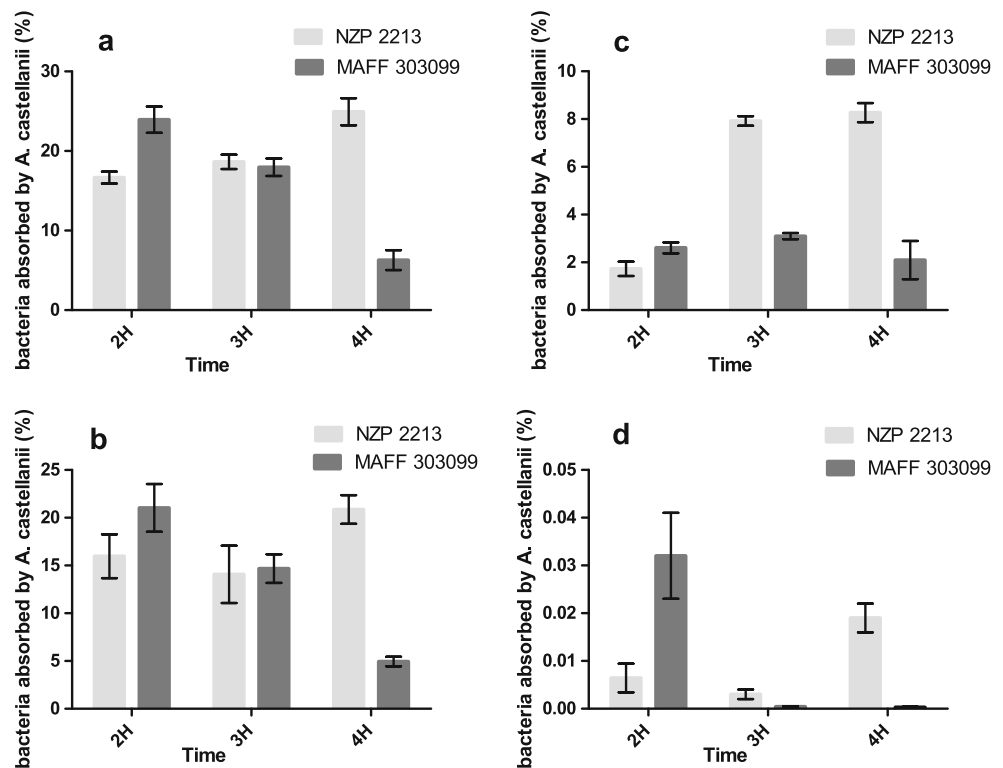 a
NZP 2213
MAFF 303099
bacteria absorbed by A. castellanii (%)
30
20
10
0
2H
3H
4H
Time
c
NZP 2213
MAFF 303099
bacteria absorbed by A. castellanii (%)
10
8
6
4
2
0
2H
3H
4H
Time
b
NZP 2213
MAFF 303099
bacteria absorbed by A. castellanii (%)
25
20
15
10
5
0
2H
3H
4H
Time
d
NZP 2213
MAFF 303099
bacteria absorbed by A. castellanii (%)
0.05
0.04
0.03
0.02
0.01
0.00
2H
3H
4H
Time